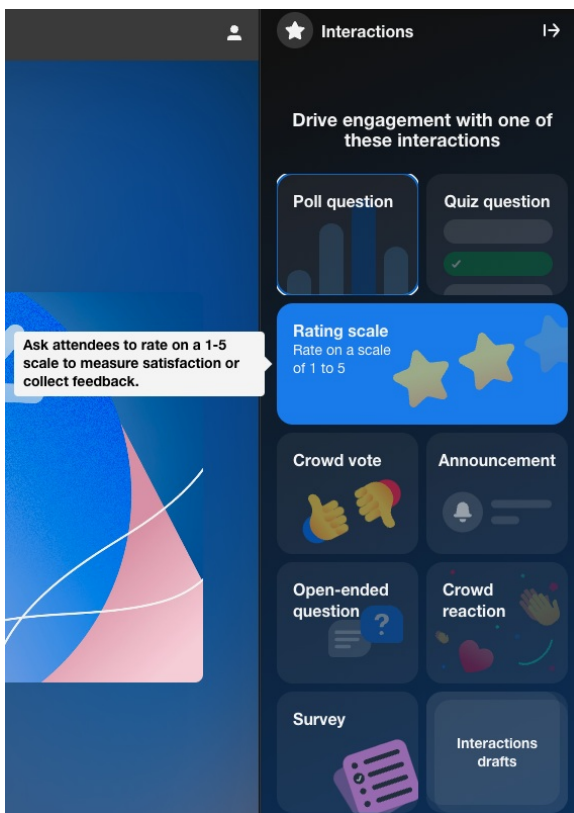 Interactions
Drive engagement with one of
these interactions
Poll question
Quiz question
Ask attendees to rate on a 1-5
scale to measure satisfaction or
collect feedback.
Rating scale
Rate on a scale
of 1 to 5
Crowd vote
Announcement
Open-ended
question
?
Crowd
reaction
Survey
Interactions
drafts